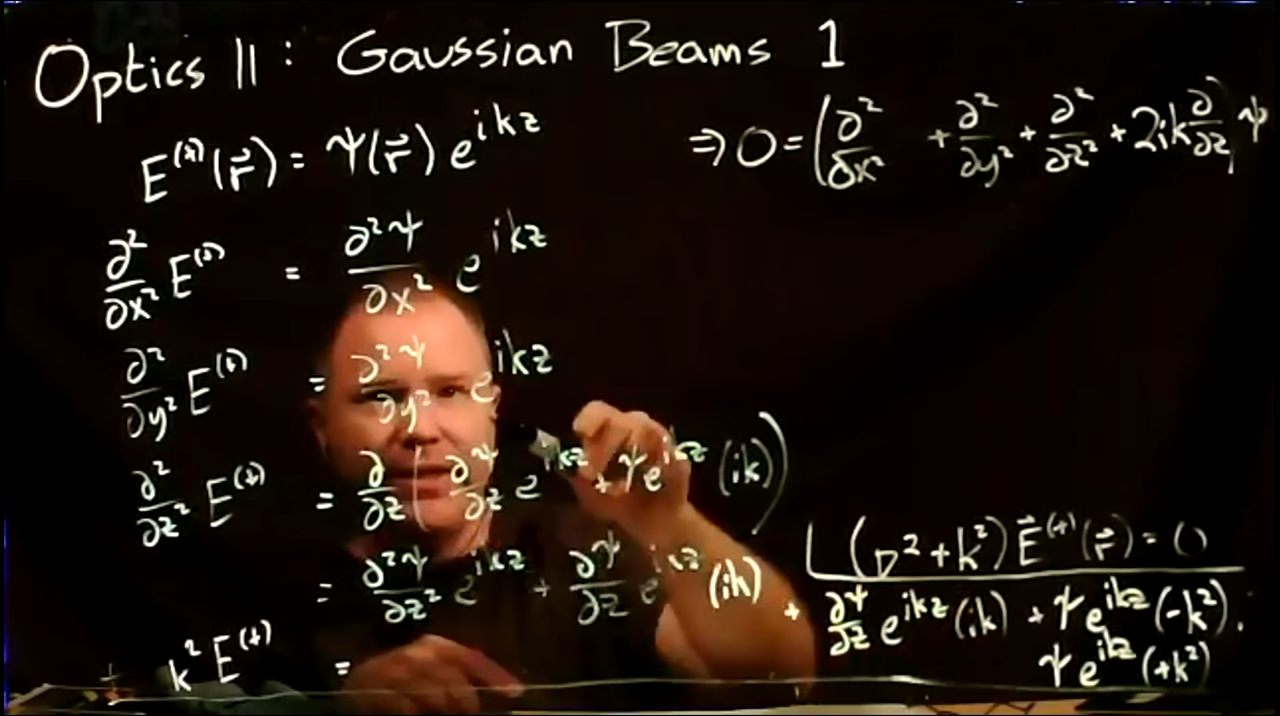 Optics II : Gaussian Beams 1
E⁽⁺⁾(r⃗) = ψ(r⃗) e^{ikz}
⇒ 0 = (∂²/∂x² + ∂²/∂y² + ∂²/∂z² + 2ik ∂/∂z) ψ
∂²/∂x² E⁽⁺⁾ = ∂²ψ/∂x² e^{ikz}
∂²/∂y² E⁽⁺⁾ = ∂²ψ/∂y² e^{ikz}
∂²/∂z² E⁽⁺⁾ = ∂/∂z ( ∂ψ/∂z e^{ikz} + ψ e^{ikz} (ik) )
(∇² + k²) E⃗⁽⁺⁾(r⃗) = 0
= ∂²ψ/∂z² e^{ikz} + ∂ψ/∂z e^{ikz} (ik) + ∂ψ/∂z e^{ikz} (ik) + ψ e^{ikz} (-k²).
k² E⁽⁺⁾ = ψ e^{ikz} (+k²)